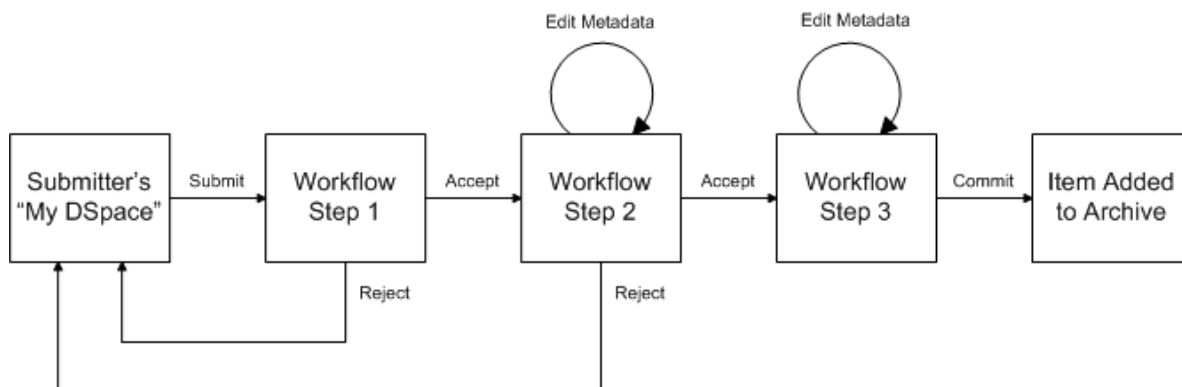 Edit Metadata
Edit Metadata
Submitter’s
“My DSpace”
Submit
Workflow
Step 1
Accept
Workflow
Step 2
Accept
Workflow
Step 3
Commit
Item Added
to Archive
Reject
Reject